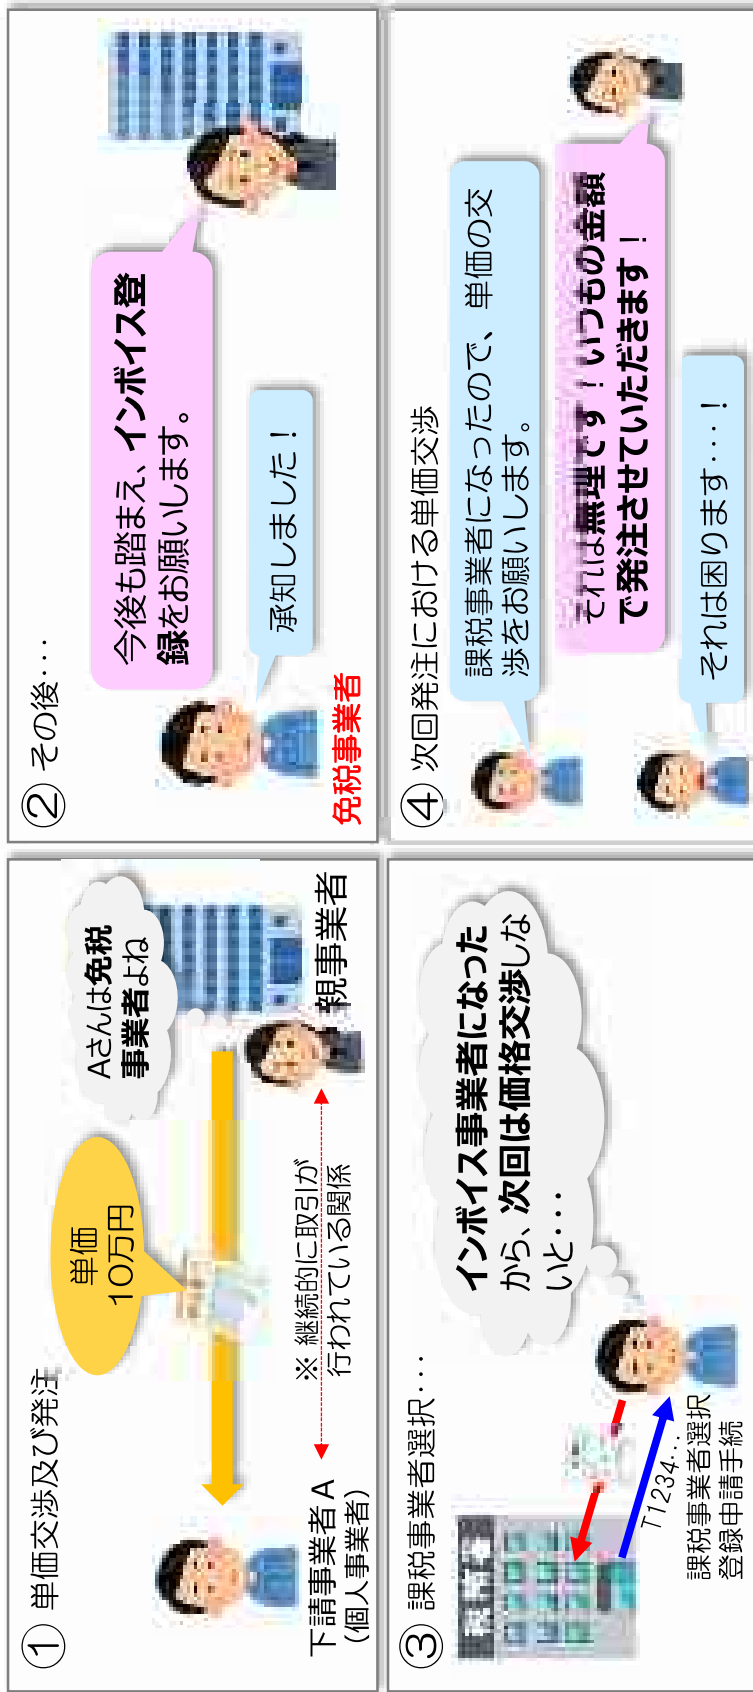 ① 単価交渉及び発注
単価
10万円
Aさんは免税
事業者よね
親事業者
※ 継続的に取引が
行われている関係
下請事業者A
（個人事業者）
② その後…
今後も踏まえ、インボイス登
録をお願いします。
承知しました！
免税事業者
③ 課税事業者選択…
インボイス事業者になった
から、次回は価格交渉しな
いと…
税務署
T1234…
課税事業者選択
登録申請手続
④ 次回発注における単価交渉
課税事業者になったので、単価の交
渉をお願いします。
それは無理です！いつもの金額
で発注させていただきます！
それは困ります…！